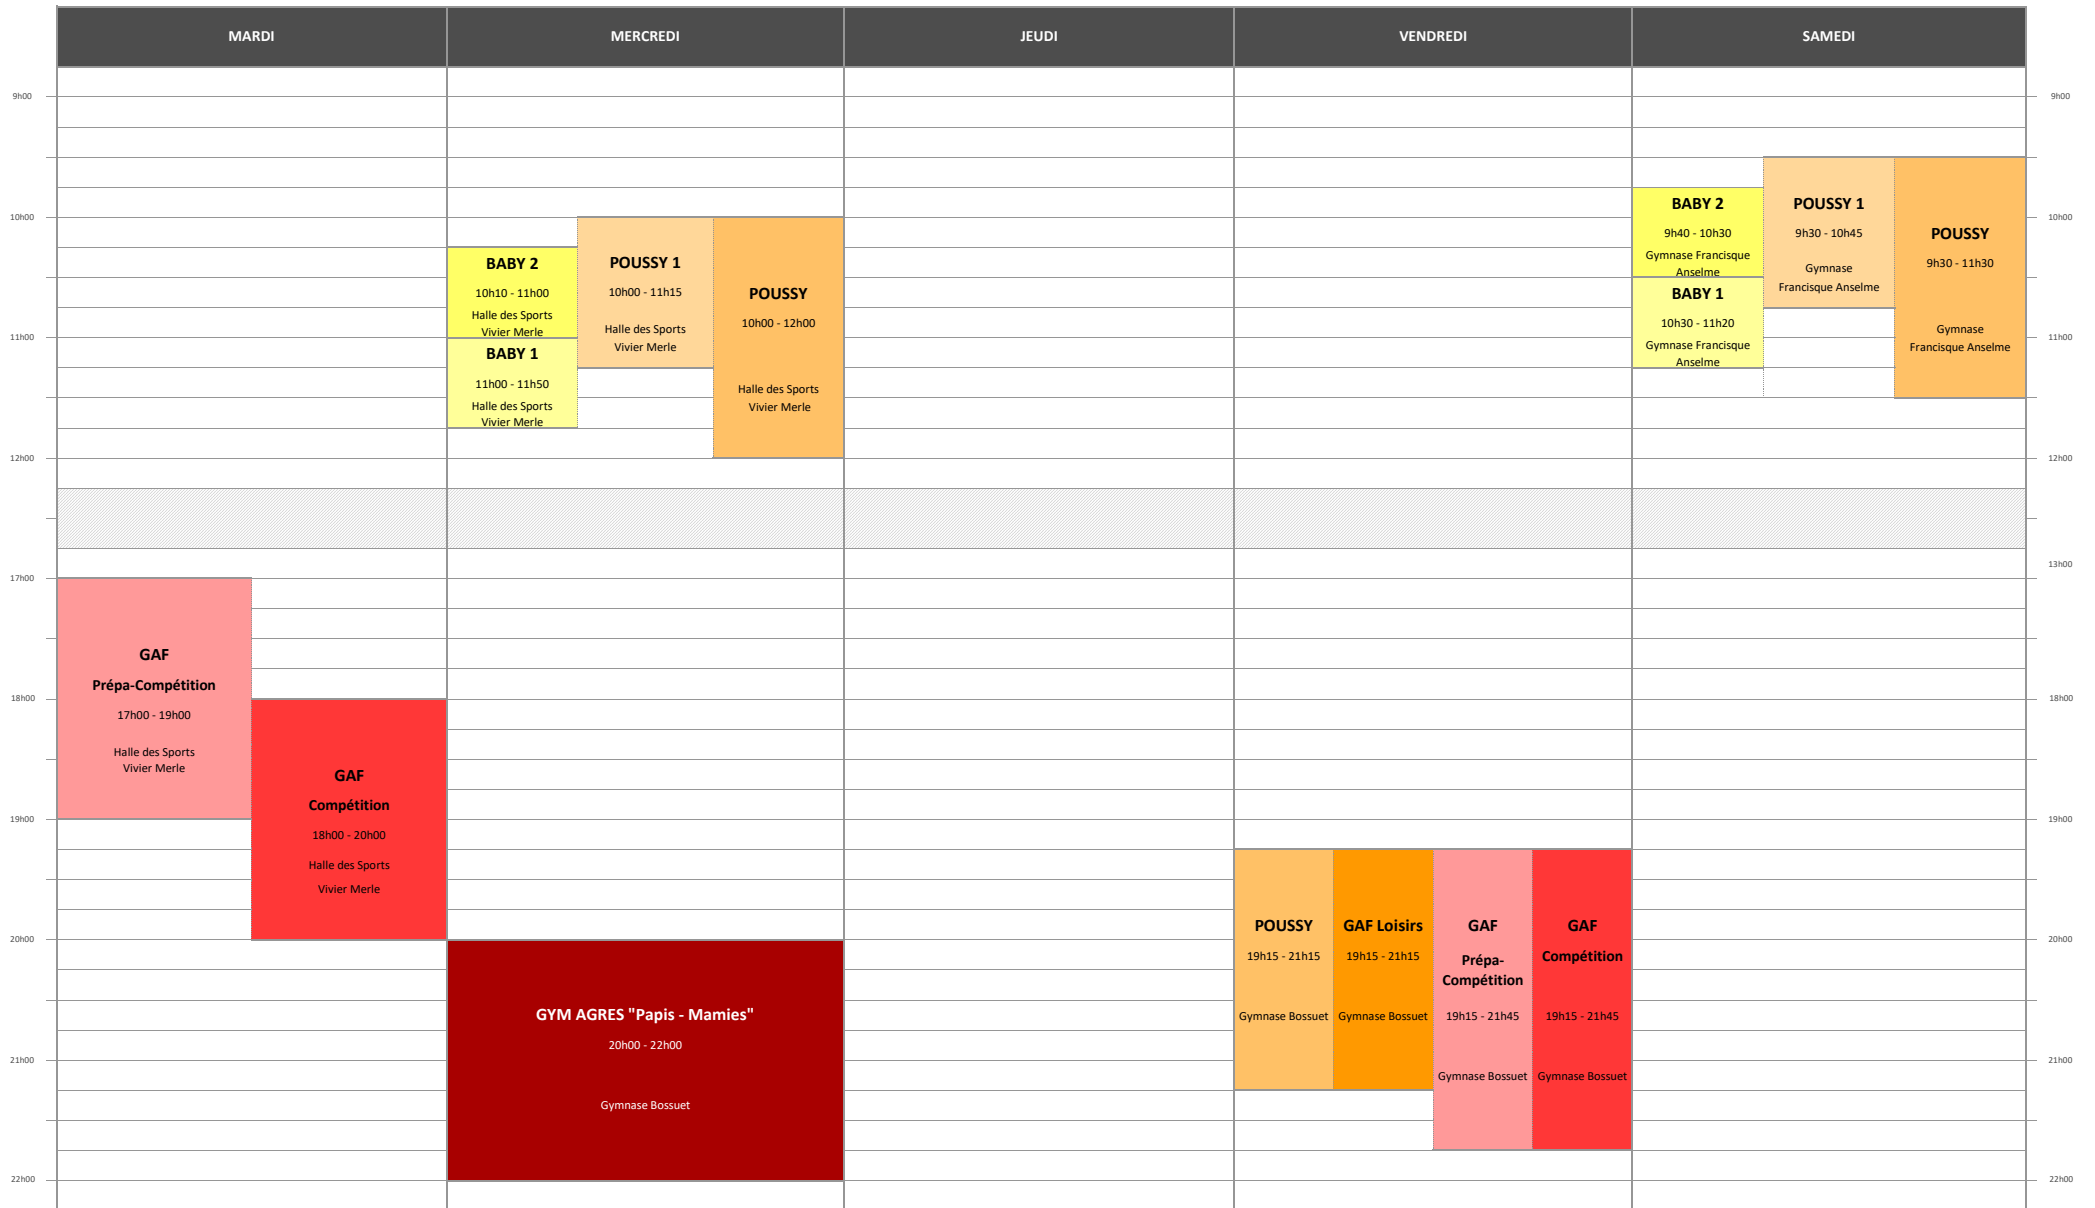 MARDI
MERCREDI
JEUDI
VENDREDI
SAMEDI
9h00
9h00
10h00
10h00
11h00
11h00
12h00
12h00
17h00
13h00
18h00
18h00
19h00
19h00
20h00
20h00
21h00
21h00
22h00
22h00
GAF
Prépa-Compétition
17h00 - 19h00
Halle des Sports
Vivier Merle
GAF
Compétition
18h00 - 20h00
Halle des Sports
Vivier Merle
BABY 2
10h10 - 11h00
Halle des Sports
Vivier Merle
BABY 1
11h00 - 11h50
Halle des Sports
Vivier Merle
POUSSY 1
10h00 - 11h15
Halle des Sports
Vivier Merle
POUSSY
10h00 - 12h00
Halle des Sports
Vivier Merle
GYM AGRES "Papis - Mamies"
20h00 - 22h00
Gymnase Bossuet
POUSSY
19h15 - 21h15
Gymnase Bossuet
GAF Loisirs
19h15 - 21h15
Gymnase Bossuet
GAF
Prépa-
Compétition
19h15 - 21h45
Gymnase Bossuet
GAF
Compétition
19h15 - 21h45
Gymnase Bossuet
BABY 2
9h40 - 10h30
Gymnase Francisque
Anselme
BABY 1
10h30 - 11h20
Gymnase Francisque
Anselme
POUSSY 1
9h30 - 10h45
Gymnase
Francisque Anselme
POUSSY
9h30 - 11h30
Gymnase
Francisque Anselme